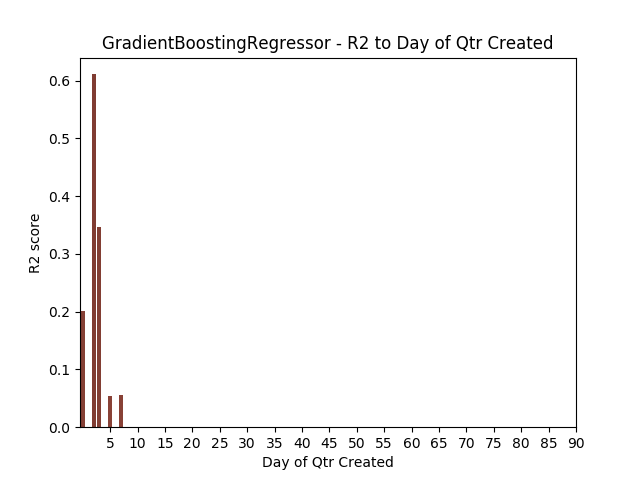 GradientBoostingRegressor - R2 to Day of Qtr Created
0.6
0.5
0.4
0.3
0.2
0.1
0.0
R2 score
5 10 15 20 25 30 35 40 45 50 55 60 65 70 75 80 85 90
Day of Qtr Created